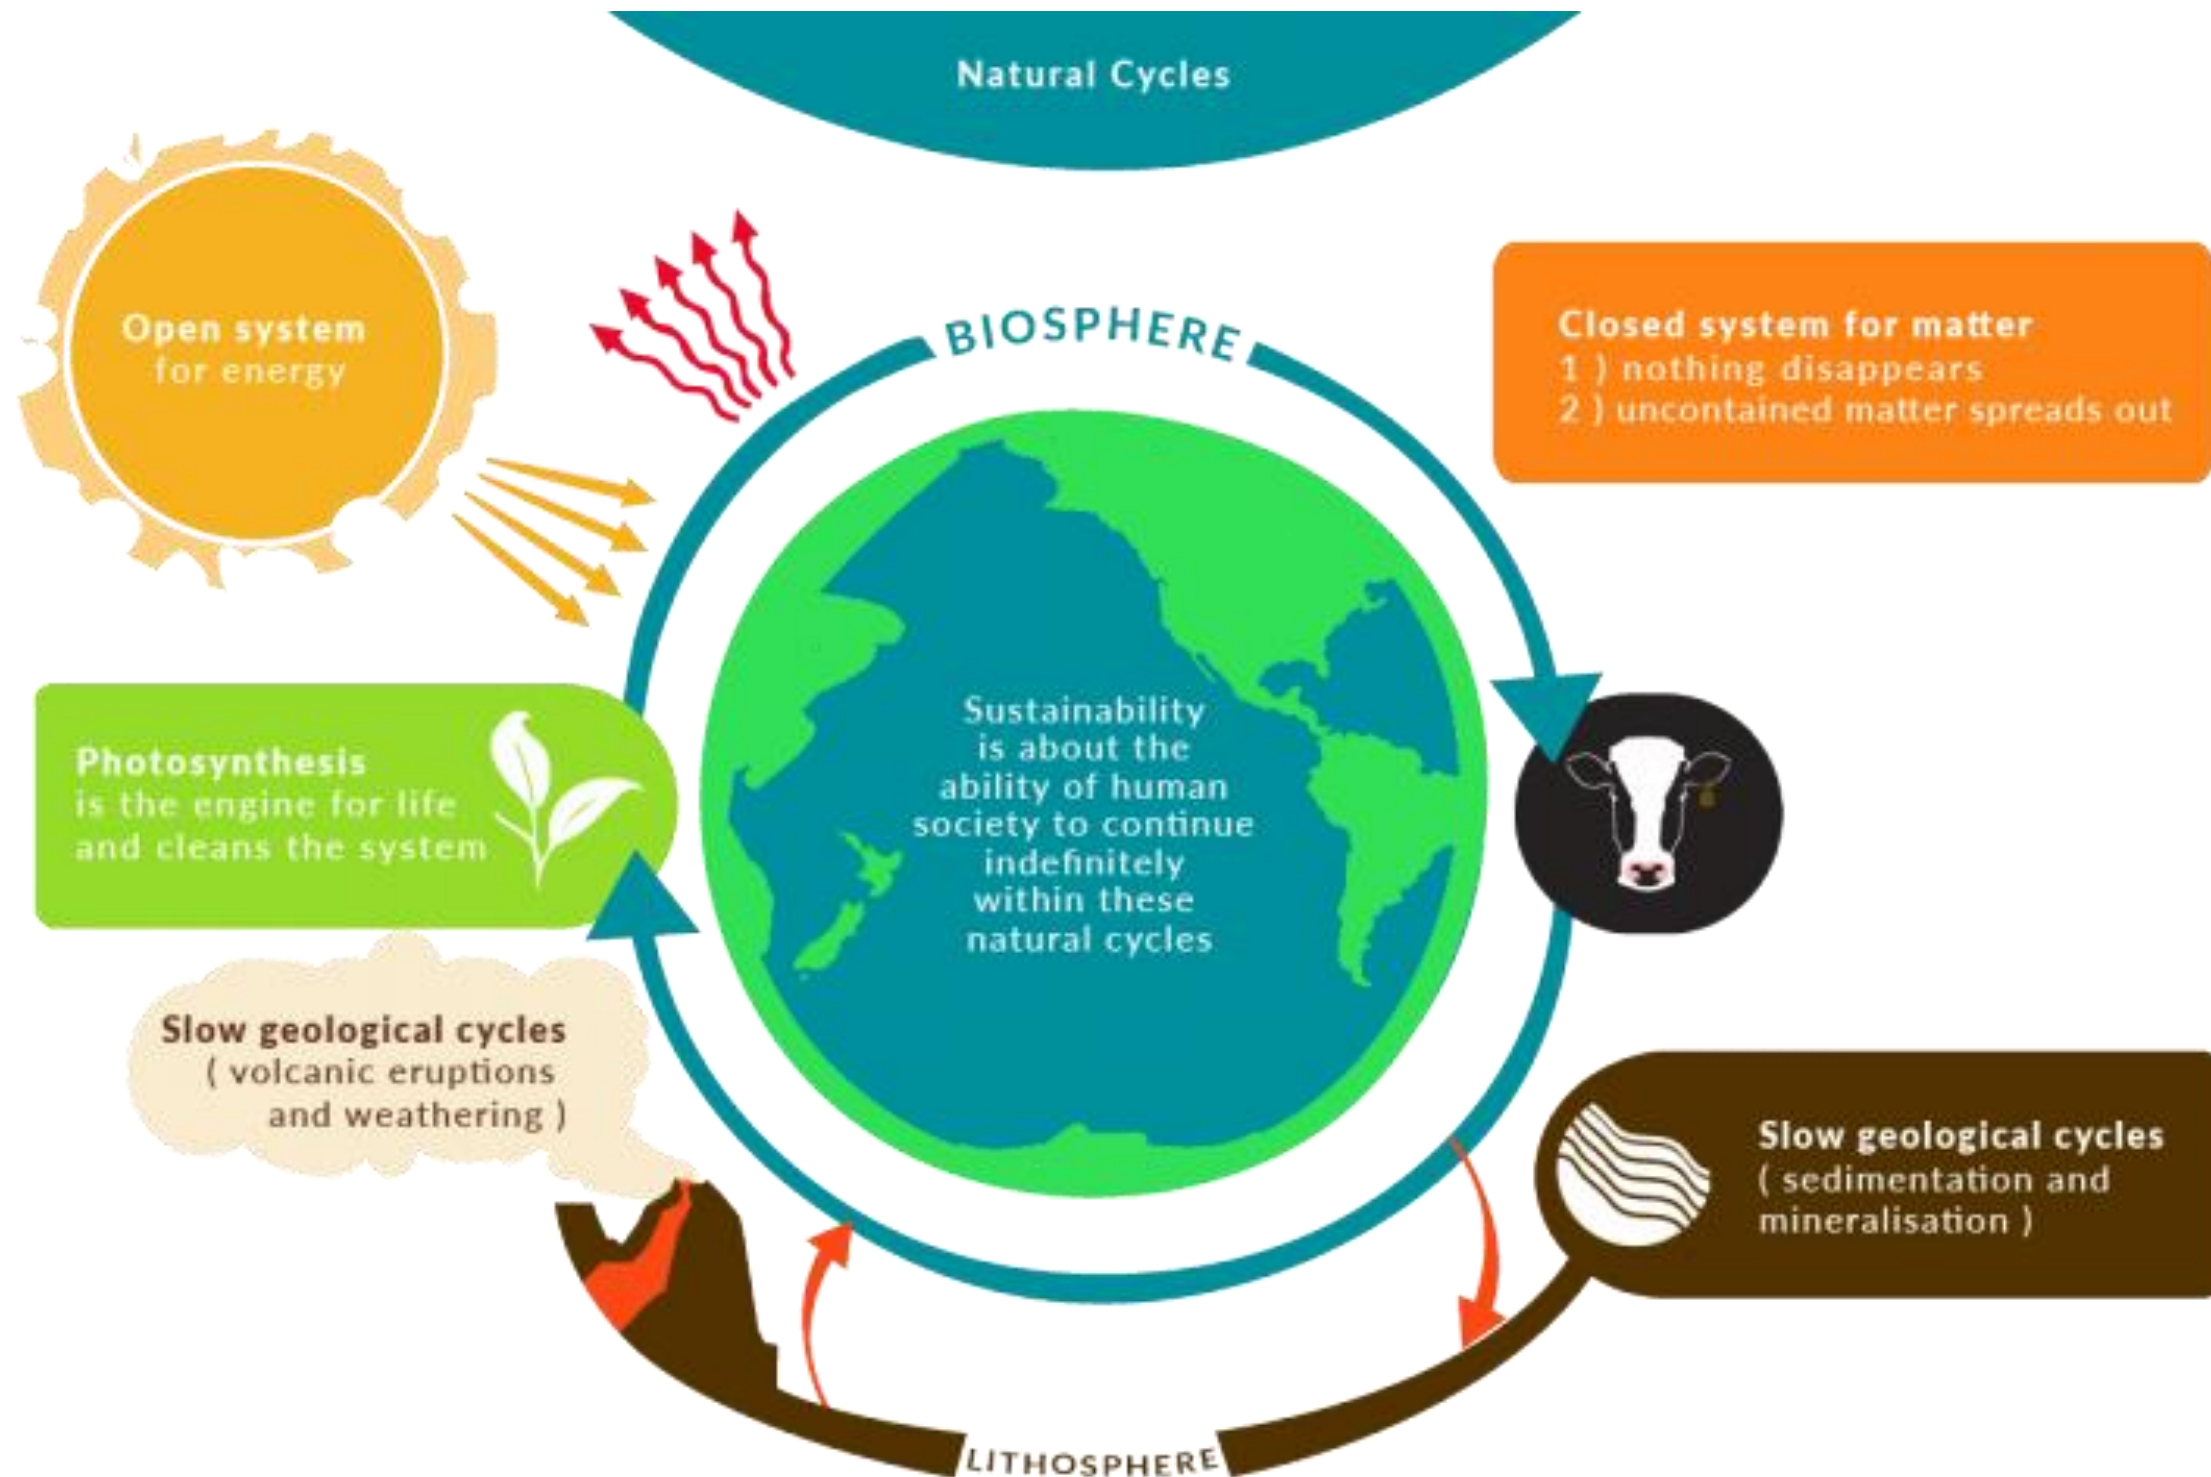 Natural Cycles
Open system
for energy
BIOSPHERE
Closed system for matter
1 ) nothing disappears
2 ) uncontained matter spreads out
Photosynthesis
is the engine for life
and cleans the system
Sustainability
is about the
ability of human
society to continue
indefinitely
within these
natural cycles
Slow geological cycles
( volcanic eruptions
and weathering )
Slow geological cycles
( sedimentation and
mineralisation )
LITHOSPHERE